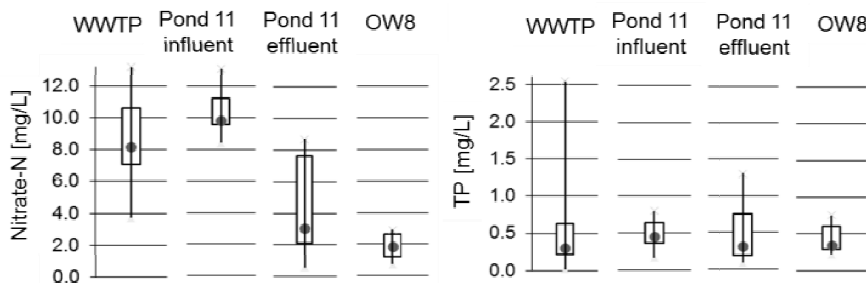 WWTP
Pond 11
influent
Pond 11
effluent
OW8
Nitrate-N [mg/L]
12.0
10.0
8.0
6.0
4.0
2.0
0.0
WWTP
Pond 11
influent
Pond 11
effluent
OW8
TP [mg/L]
2.5
2.0
1.5
1.0
0.5
0.0